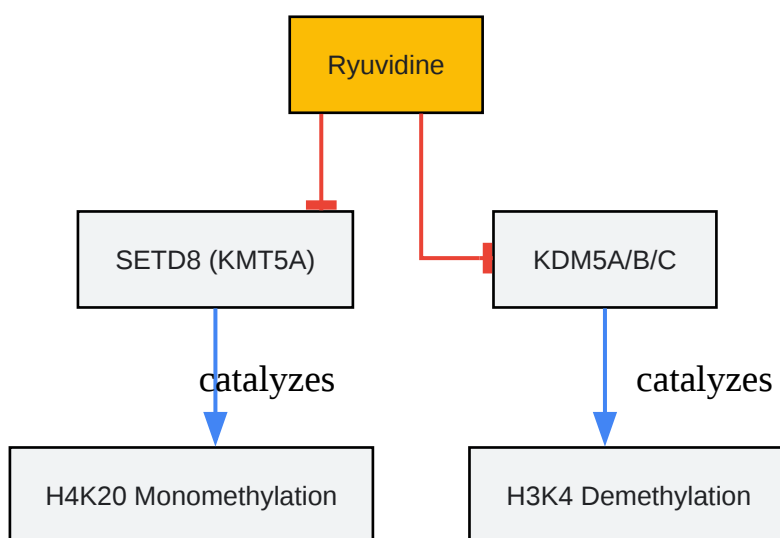 Ryuvidine
SETD8 (KMT5A)
KDM5A/B/C
catalyzes
catalyzes
H4K20 Monomethylation
H3K4 Demethylation